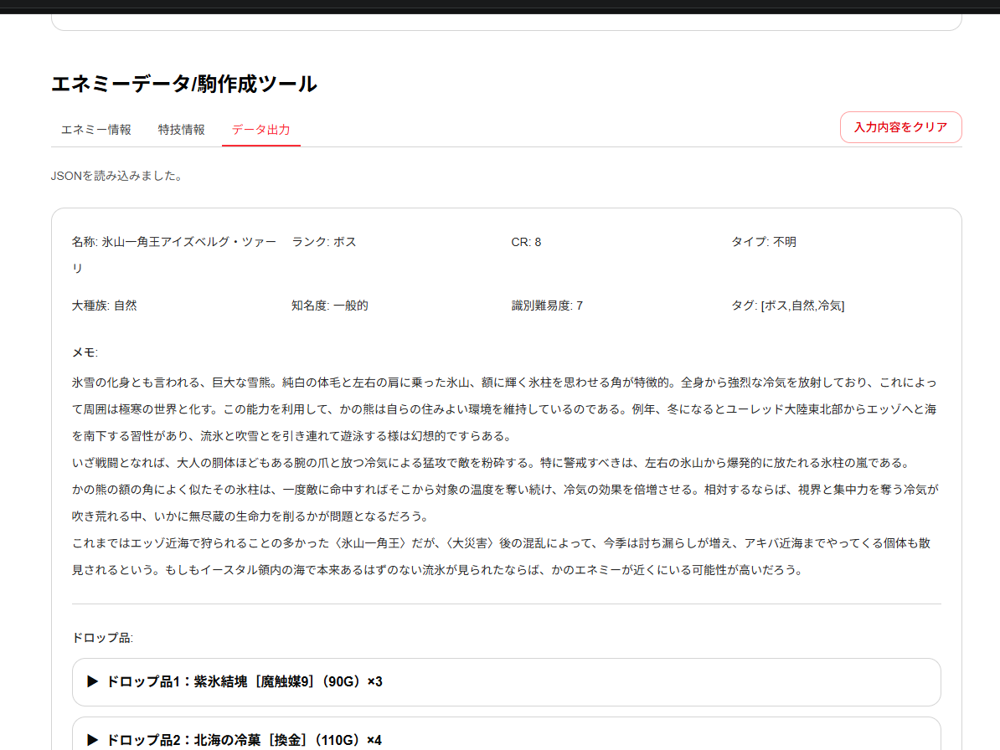 エネミーデータ/駒作成ツール
エネミー情報 特技情報 データ出力 入力内容をクリア
JSONを読み込みました。
名称: 氷山一角王アイズベルグ・ツァー ランク: ボス CR: 8 タイプ: 不明
リ
大種族: 自然 知名度: 一般的 識別難易度: 7 タグ: [ボス,自然,冷気]
メモ:
氷雪の化身とも言われる、巨大な雪熊。純白の体毛と左右の肩に乗った氷山、額に輝く氷柱を思わせる角が特徴的。全身から強烈な冷気を放射しており、これによっ
て周囲は極寒の世界と化す。この能力を利用して、かの熊は自らの住みよい環境を維持しているのである。例年、冬になるとユーレッド大陸東北部からエッゾへと海
を南下する習性があり、流氷と吹雪とを引き連れて遊泳する様は幻想的ですらある。
いざ戦闘となれば、大人の胴体ほどもある腕の爪と放つ冷気による猛攻で敵を粉砕する。特に警戒すべきは、左右の氷山から爆発的に放たれる氷柱の嵐である。
かの熊の額の角によく似たその氷柱は、一度敵に命中すればそこから対象の温度を奪い続け、冷気の効果を倍増させる。相対するならば、視界と集中力を奪う冷気が
吹き荒れる中、いかに無尽蔵の生命力を削るかが問題となるだろう。
これまではエッゾ近海で狩られることの多かった〈氷山一角王〉だが、〈大災害〉後の混乱によって、今季は討ち漏らしが増え、アキバ近海までやってくる個体も散
見されるという。もしもイースタル領内の海で本来あるはずのない流氷が見られたならば、かのエネミーが近くにいる可能性が高いだろう。
ドロップ品:
▶ ドロップ品1：紫氷結塊［魔触媒9］（90G）×3
▶ ドロップ品2：北海の冷菓［換金］（110G）×4